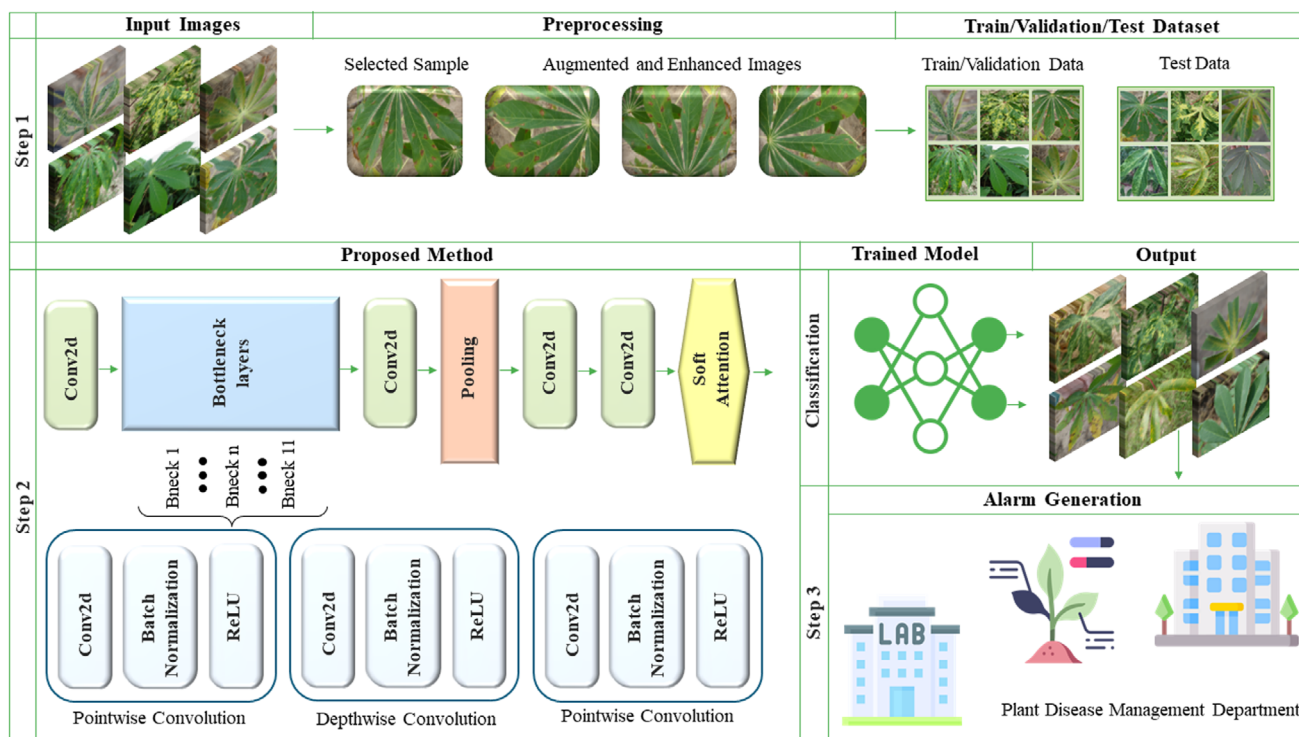 Input Images
Preprocessing
Train/Validation/Test Dataset
Step 1
Selected Sample
Augmented and Enhanced Images
Train/Validation Data
Test Data
Proposed Method
Trained Model
Output
Step 2
Conv2d
Bottleneck
layers
Conv2d
Pooling
Conv2d
Conv2d
Soft
Attention
Classification
Bneck 1
Bneck n
Bneck 11
Conv2d
Batch
Normalization
ReLU
Conv2d
Batch
Normalization
ReLU
Conv2d
Batch
Normalization
ReLU
Pointwise Convolution
Depthwise Convolution
Pointwise Convolution
Step 3
Alarm Generation
LAB
Plant Disease Management Department